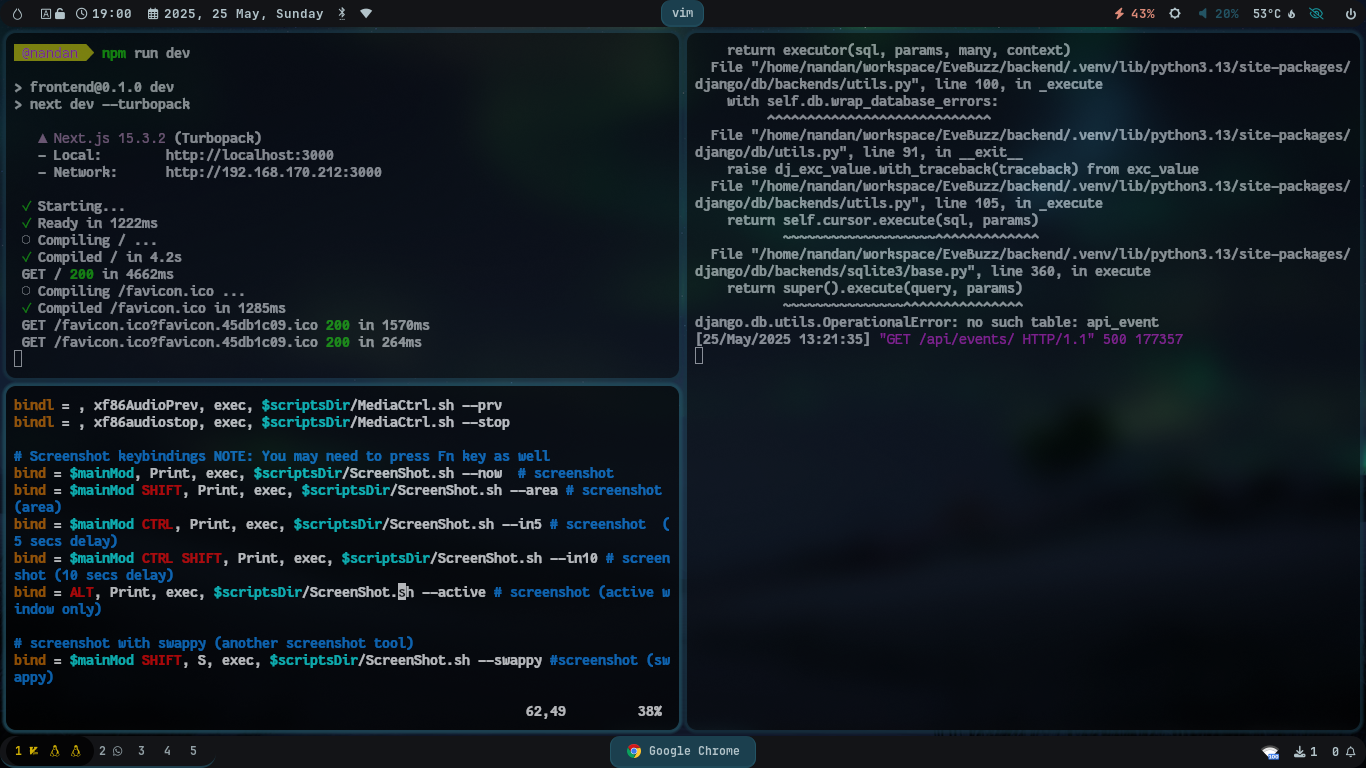 19:00
2025, 25 May, Sunday
vim
43%
20%
53°C
@nandan npm run dev
> frontend@0.1.0 dev
> next dev --turbopack
▲ Next.js 15.3.2 (Turbopack)
- Local: http://localhost:3000
- Network: http://192.168.170.212:3000
✓ Starting...
✓ Ready in 1222ms
○ Compiling / ...
✓ Compiled / in 4.2s
GET / 200 in 4662ms
○ Compiling /favicon.ico ...
✓ Compiled /favicon.ico in 1285ms
GET /favicon.ico?favicon.45db1c09.ico 200 in 1570ms
GET /favicon.ico?favicon.45db1c09.ico 200 in 264ms
bindl = , xf86AudioPrev, exec, $scriptsDir/MediaCtrl.sh --prv
bindl = , xf86audiostop, exec, $scriptsDir/MediaCtrl.sh --stop
# Screenshot keybindings NOTE: You may need to press Fn key as well
bind = $mainMod, Print, exec, $scriptsDir/ScreenShot.sh --now  # screenshot
bind = $mainMod SHIFT, Print, exec, $scriptsDir/ScreenShot.sh --area # screenshot
(area)
bind = $mainMod CTRL, Print, exec, $scriptsDir/ScreenShot.sh --in5 # screenshot  (
5 secs delay)
bind = $mainMod CTRL SHIFT, Print, exec, $scriptsDir/ScreenShot.sh --in10 # screen
shot (10 secs delay)
bind = ALT, Print, exec, $scriptsDir/ScreenShot.sh --active # screenshot (active w
indow only)
# screenshot with swappy (another screenshot tool)
bind = $mainMod SHIFT, S, exec, $scriptsDir/ScreenShot.sh --swappy #screenshot (sw
appy)
62,49 38%
return executor(sql, params, many, context)
File "/home/nandan/workspace/EveBuzz/backend/.venv/lib/python3.13/site-packages/
django/db/backends/utils.py", line 100, in _execute
with self.db.wrap_database_errors:
^^^^^^^^^^^^^^^^^^^^^^^^^^^^
File "/home/nandan/workspace/EveBuzz/backend/.venv/lib/python3.13/site-packages/
django/db/utils.py", line 91, in __exit__
raise dj_exc_value.with_traceback(traceback) from exc_value
File "/home/nandan/workspace/EveBuzz/backend/.venv/lib/python3.13/site-packages/
django/db/backends/utils.py", line 105, in _execute
return self.cursor.execute(sql, params)
~~~~~~~~~~~~~~~~~~~^^^^^^^^^^^^^
File "/home/nandan/workspace/EveBuzz/backend/.venv/lib/python3.13/site-packages/
django/db/backends/sqlite3/base.py", line 360, in execute
return super().execute(query, params)
~~~~~~~~~~~~~~~^^^^^^^^^^^^^^^
django.db.utils.OperationalError: no such table: api_event
[25/May/2025 13:21:35] "GET /api/events/ HTTP/1.1" 500 177357
1 2 3 4 5
Google Chrome
1 0